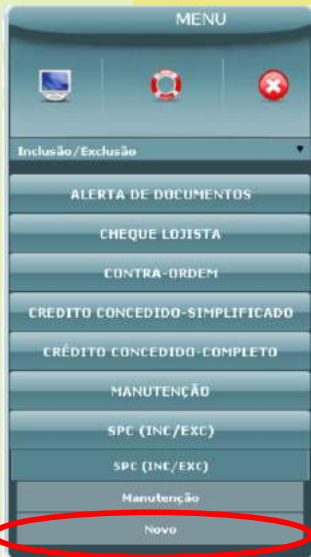 MENU
Inclusão/Exclusão
ALERTA DE DOCUMENTOS
CHEQUE LOJISTA
CONTRA-ORDEM
CREDITO CONCEDIDO-SIMPLIFICADO
CRÉDITO CONCEDIDO-COMPLETO
MANUTENÇÃO
SPC (INC/EXC)
SPC (INC/EXC)
Manutenção
Novo